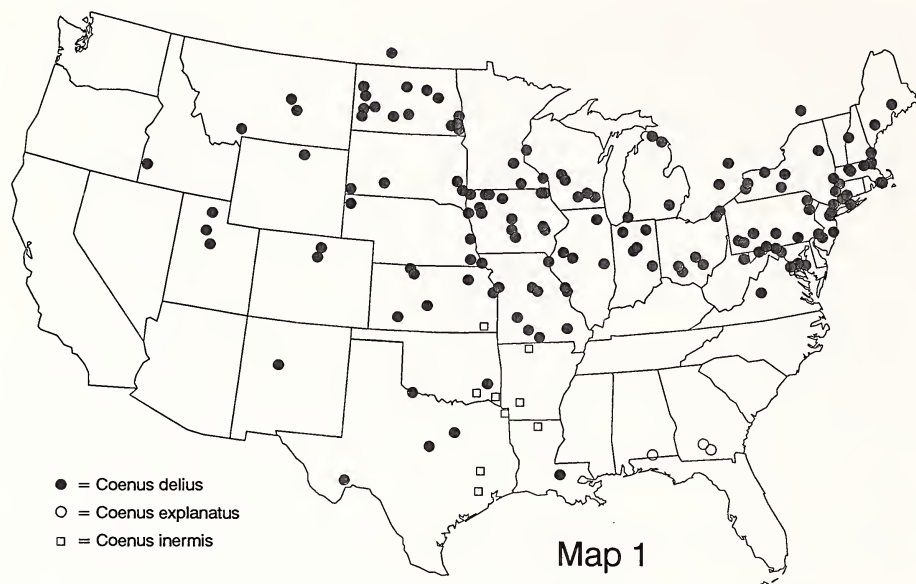 ● = Coenus delius
○ = Coenus explanatus
□ = Coenus inermis
Map 1